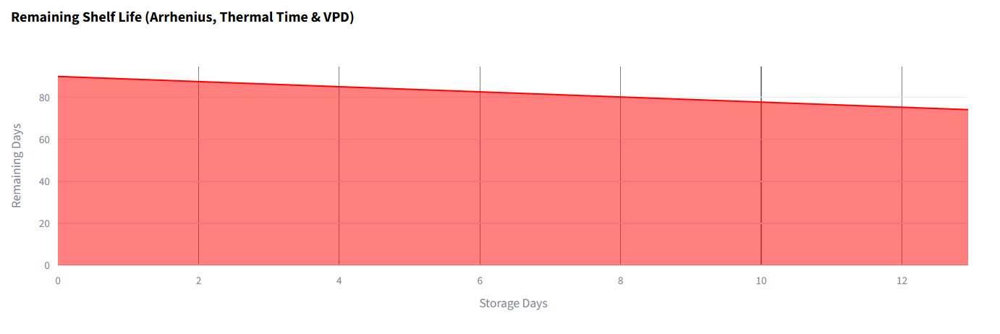 Remaining Shelf Life (Arrhenius, Thermal Time & VPD)
80
60
40
20
0
Remaining Days
0 2 4 6 8 10 12
Storage Days